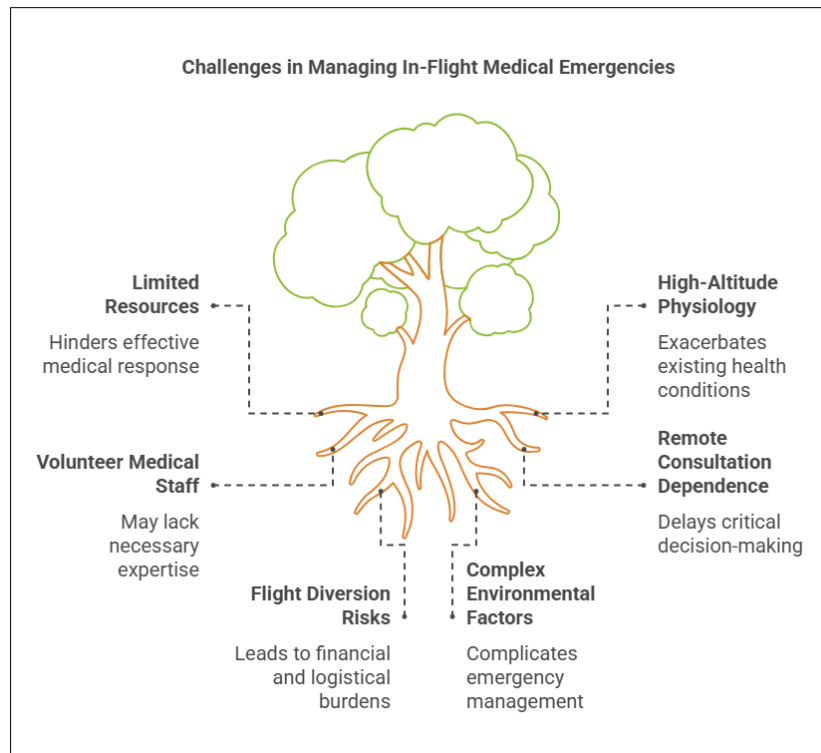 Challenges in Managing In-Flight Medical Emergencies
Limited
Resources
Hinders effective
medical response
High-Altitude
Physiology
Exacerbates
existing health
conditions
Volunteer Medical
Staff
May lack
necessary
expertise
Remote
Consultation
Dependence
Delays critical
decision-making
Flight Diversion
Risks
Leads to financial
and logistical
burdens
Complex
Environmental
Factors
Complicates
emergency
management